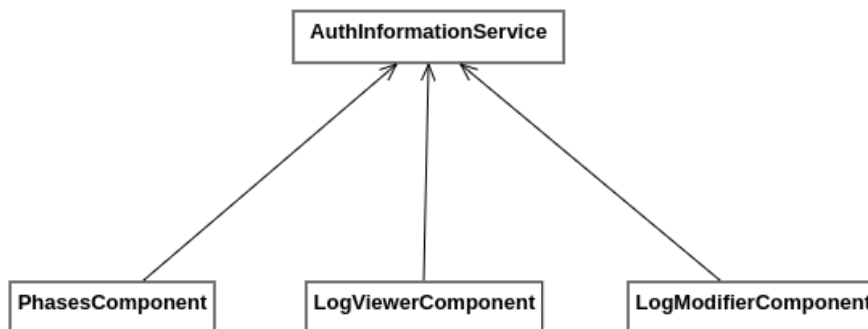 AuthInformationService
PhasesComponent
LogViewerComponent
LogModifierComponent